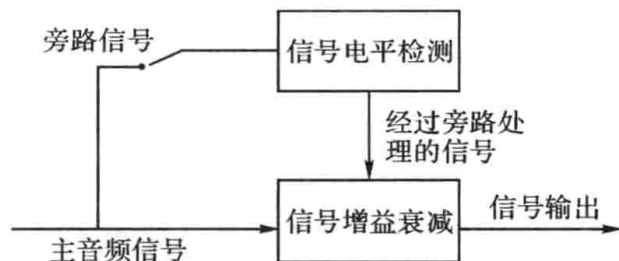 旁路信号
信号电平检测
经过旁路处
理的信号
信号增益衰减
信号输出
主音频信号